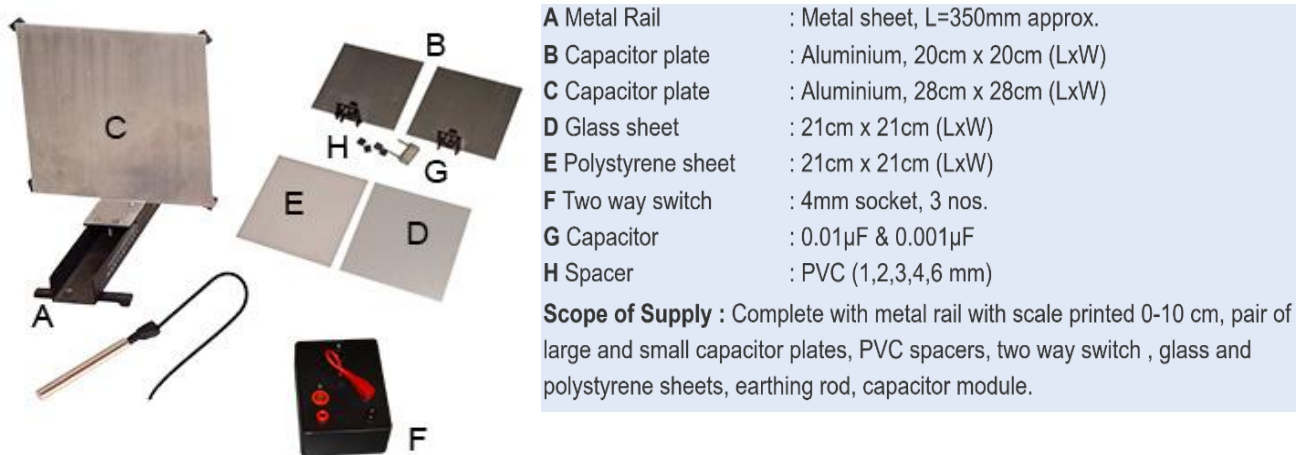 C
B
H
G
E
D
A
F
A Metal Rail : Metal sheet, L=350mm approx.
B Capacitor plate : Aluminium, 20cm x 20cm (LxW)
C Capacitor plate : Aluminium, 28cm x 28cm (LxW)
D Glass sheet : 21cm x 21cm (LxW)
E Polystyrene sheet : 21cm x 21cm (LxW)
F Two way switch : 4mm socket, 3 nos.
G Capacitor : 0.01µF & 0.001µF
H Spacer : PVC (1,2,3,4,6 mm)
Scope of Supply : Complete with metal rail with scale printed 0-10 cm, pair of
large and small capacitor plates, PVC spacers, two way switch , glass and
polystyrene sheets, earthing rod, capacitor module.